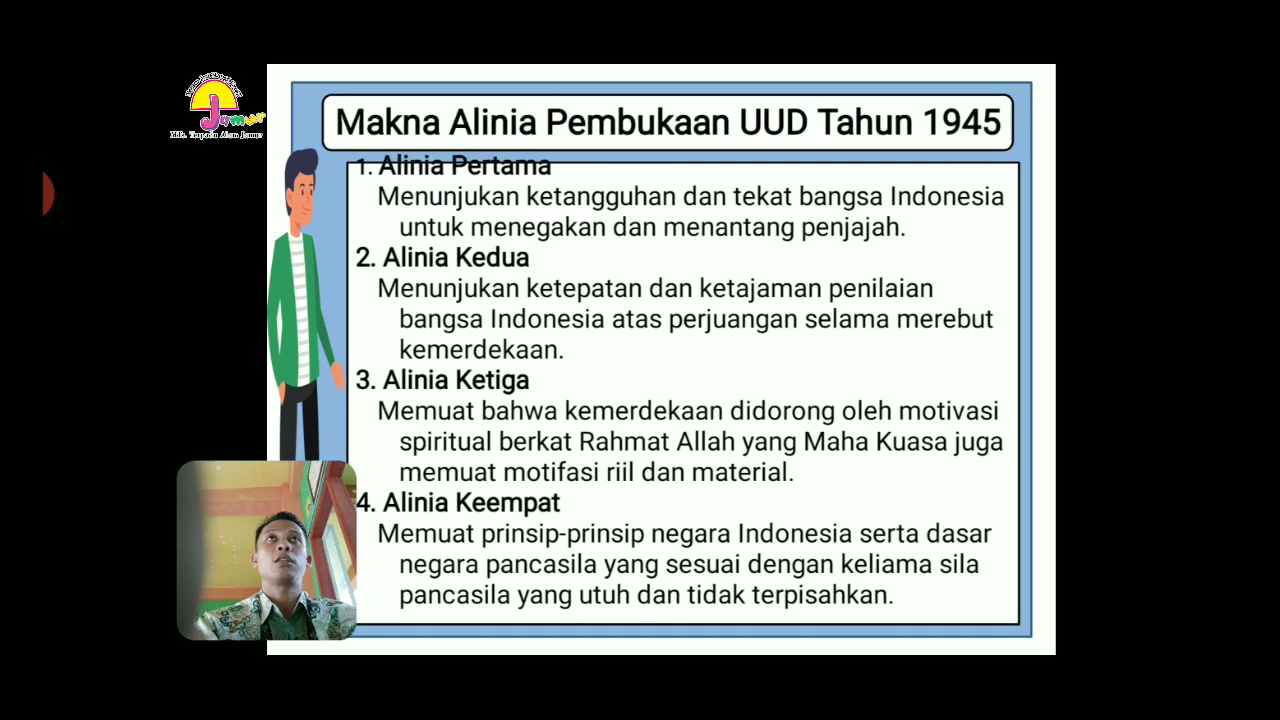 Jamur
Makna Alinia Pembukaan UUD Tahun 1945
1. Alinia Pertama
Menunjukan ketangguhan dan tekat bangsa Indonesia
untuk menegakan dan menantang penjajah.
2. Alinia Kedua
Menunjukan ketepatan dan ketajaman penilaian
bangsa Indonesia atas perjuangan selama merebut
kemerdekaan.
3. Alinia Ketiga
Memuat bahwa kemerdekaan didorong oleh motivasi
spiritual berkat Rahmat Allah yang Maha Kuasa juga
memuat motifasi riil dan material.
4. Alinia Keempat
Memuat prinsip-prinsip negara Indonesia serta dasar
negara pancasila yang sesuai dengan keliama sila
pancasila yang utuh dan tidak terpisahkan.